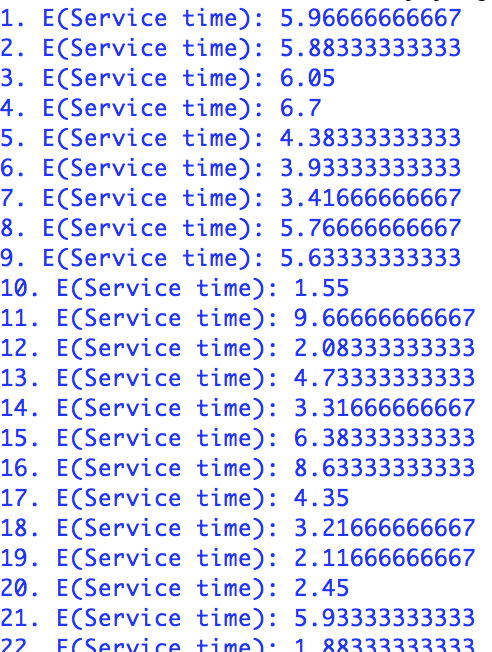 1. E(Service time): 5.96666666667
2. E(Service time): 5.88333333333
3. E(Service time): 6.05
4. E(Service time): 6.7
5. E(Service time): 4.38333333333
6. E(Service time): 3.93333333333
7. E(Service time): 3.41666666667
8. E(Service time): 5.76666666667
9. E(Service time): 5.63333333333
10. E(Service time): 1.55
11. E(Service time): 9.66666666667
12. E(Service time): 2.08333333333
13. E(Service time): 4.73333333333
14. E(Service time): 3.31666666667
15. E(Service time): 6.38333333333
16. E(Service time): 8.63333333333
17. E(Service time): 4.35
18. E(Service time): 3.21666666667
19. E(Service time): 2.11666666667
20. E(Service time): 2.45
21. E(Service time): 5.93333333333
22. E(Service time): 1.88333333333